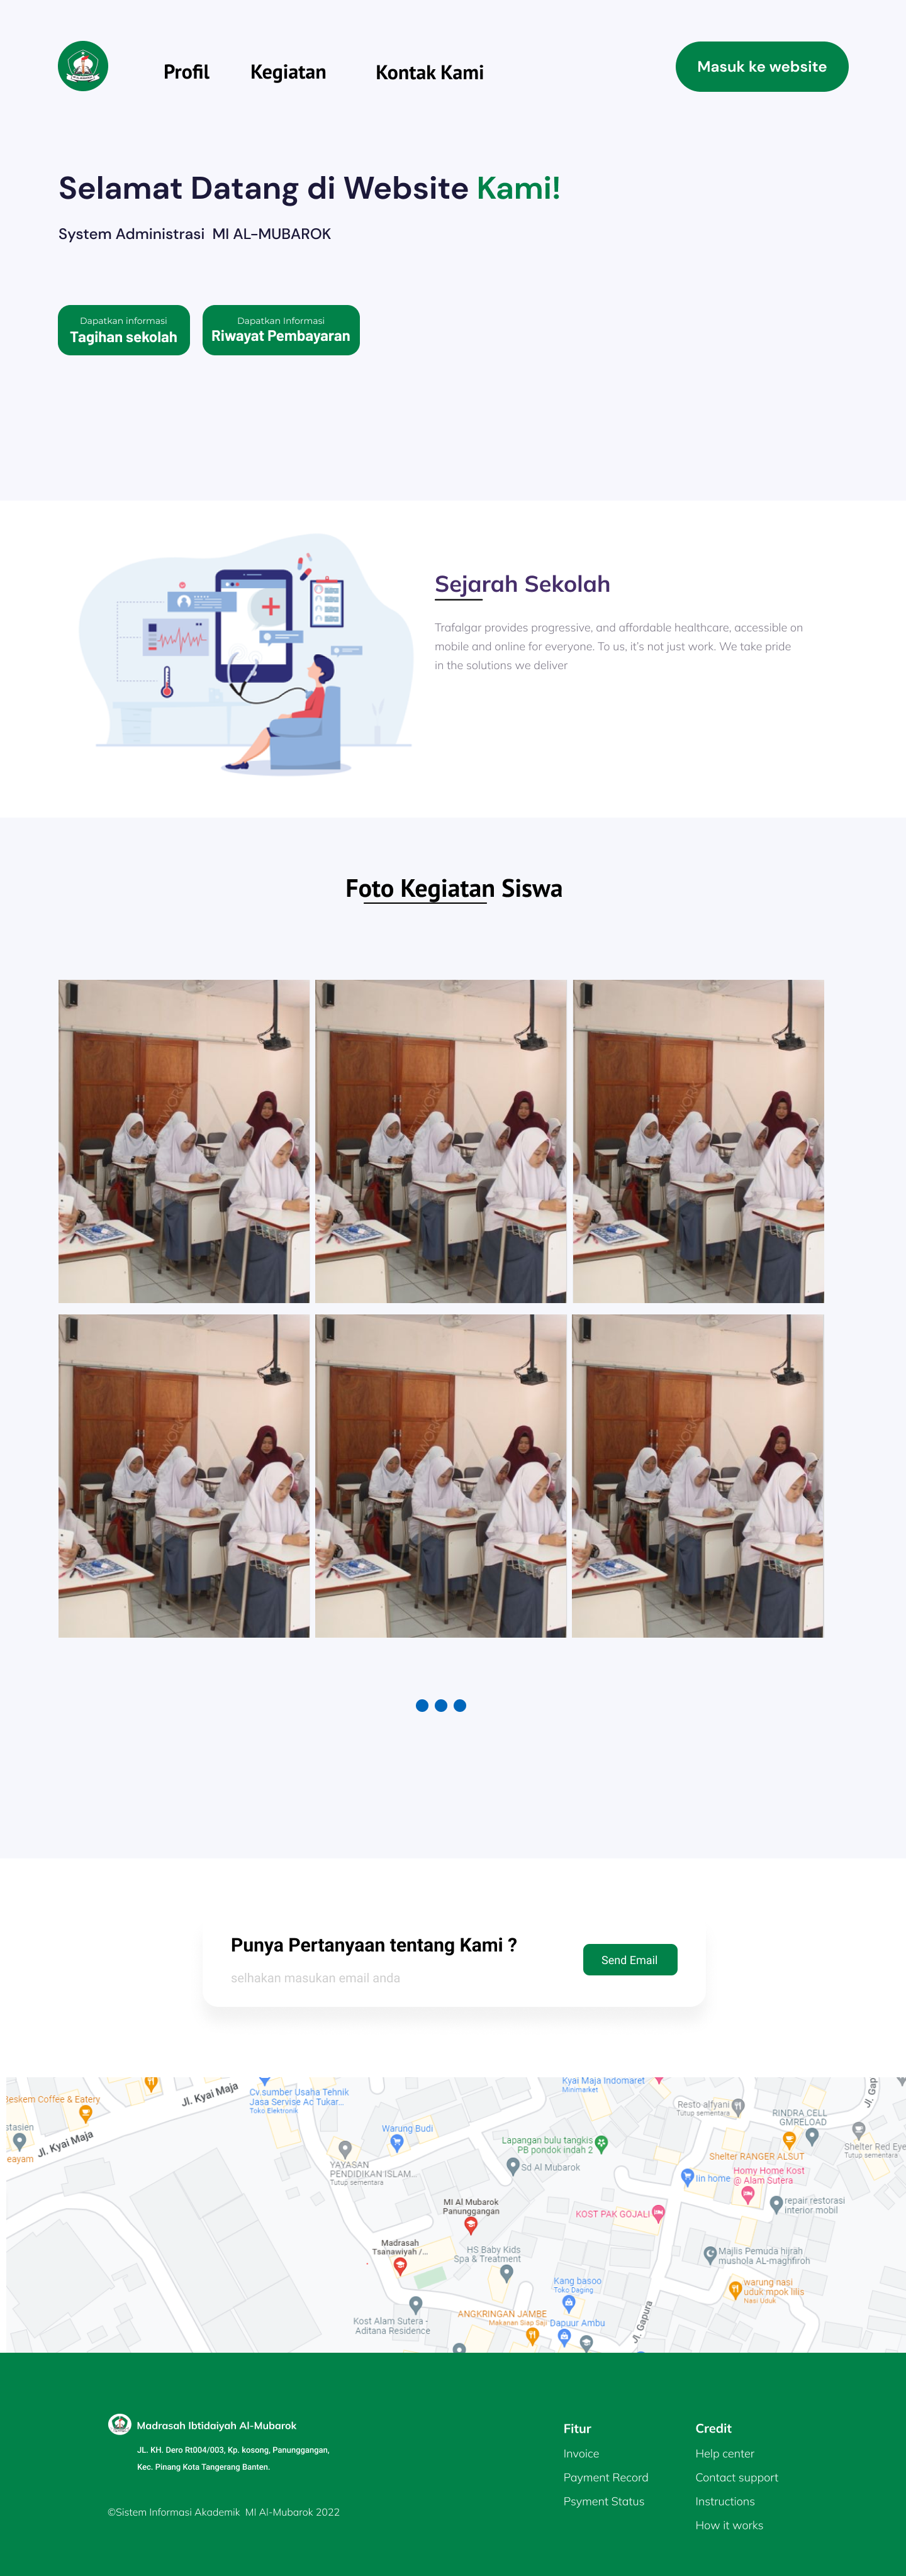 Profil
Kegiatan
Kontak Kami
Masuk ke website
Selamat Datang di Website Kami!
System Administrasi MI AL-MUBAROK
Dapatkan informasi
Tagihan sekolah
Dapatkan Informasi
Riwayat Pembayaran
Sejarah Sekolah
Trafalgar provides progressive, and affordable healthcare, accessible on
mobile and online for everyone. To us, it's not just work. We take pride
in the solutions we deliver
Foto Kegiatan Siswa
Punya Pertanyaan tentang Kami ?
selhakan masukan email anda
Send Email
Jl. Kyai Maja
Cv.sumber Usaha Tehnik
Jasa Servise Ac Tukar...
Toko Elektronik
Kyai Maja Indomaret
Minimarket
Jl. Gap
eskem Coffee & Eatery
Resto alfyani
Tutup sementara
RINDRA CELL
GMRELOAD
stasien
Jl. Kyai Maja
eayam
Warung Budi
Lapangan bulu tangkis
PB pondok indah 2
Shelter Red Eye
Tutup sementara
Shelter RANGER ALSUT
YAYASAN
PENDIDIKAN ISLAM...
Tutup sementara
Sd Al Mubarok
Iin home
Homy Home Kost
@ Alam Sutera
MI Al Mubarok
Panunggangan
KOST PAK GOJALI
repair restorasi
interior mobil
Madrasah
Tsanawiyah /...
HS Baby Kids
Spa & Treatment
Majlis Pemuda hijrah
mushola AL-maghfiroh
Kang basoo
Toko Daging...
warung nasi
uduk mpok lilis
Nasi Uduk
Kost Alam Sutera -
Aditana Residence
ANGKRINGAN JAMBE
Makanan Siap Saji
Dapuur Ambu
Jl. Gapura
Madrasah Ibtidaiyah Al-Mubarok
JL. KH. Dero Rt004/003, Kp. kosong, Panunggangan,
Kec. Pinang Kota Tangerang Banten.
©Sistem Informasi Akademik MI Al-Mubarok 2022
Fitur
Invoice
Payment Record
Psyment Status
Credit
Help center
Contact support
Instructions
How it works